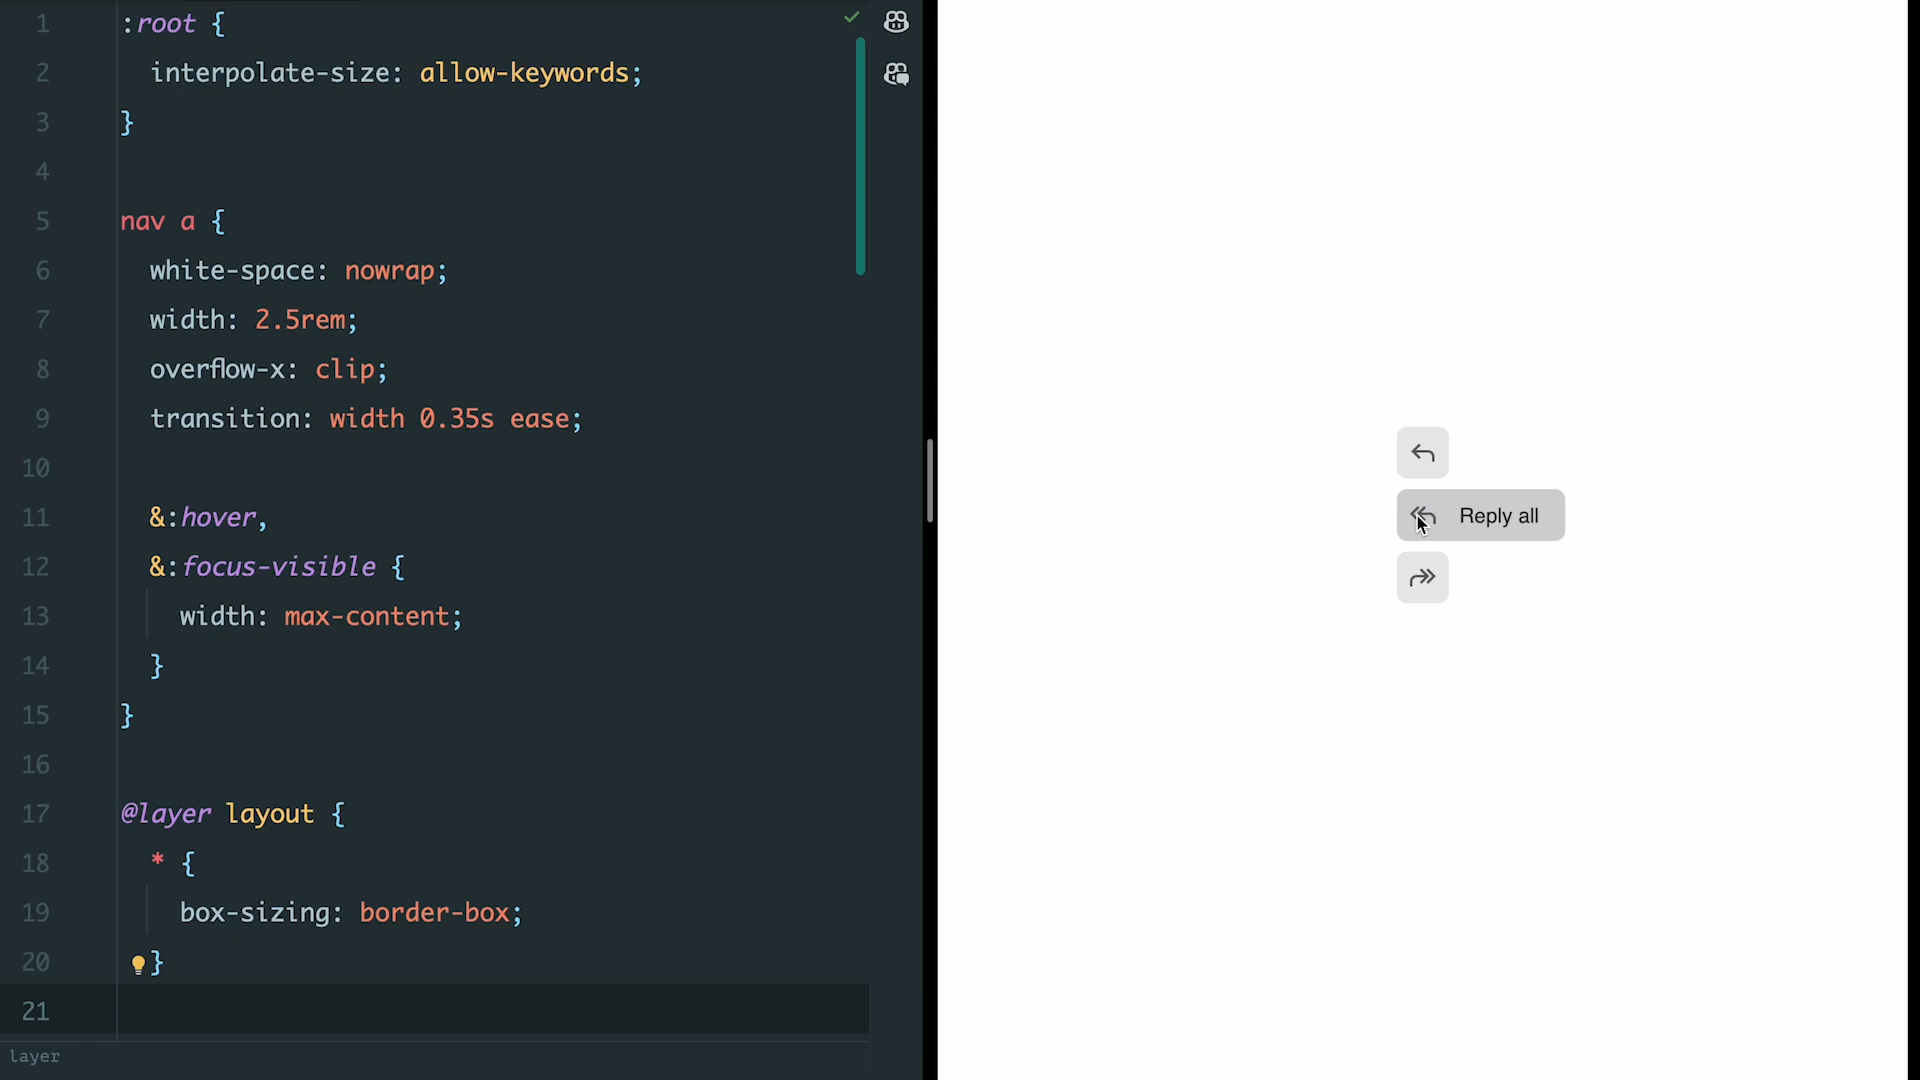 1 :root {
2 interpolate-size: allow-keywords;
3 }
4
5 nav a {
6 white-space: nowrap;
7 width: 2.5rem;
8 overflow-x: clip;
9 transition: width 0.35s ease;
10
11 &:hover,
12 &:focus-visible {
13 width: max-content;
14 }
15 }
16
17 @layer layout {
18 * {
19 box-sizing: border-box;
20 }
21
layer
Reply all